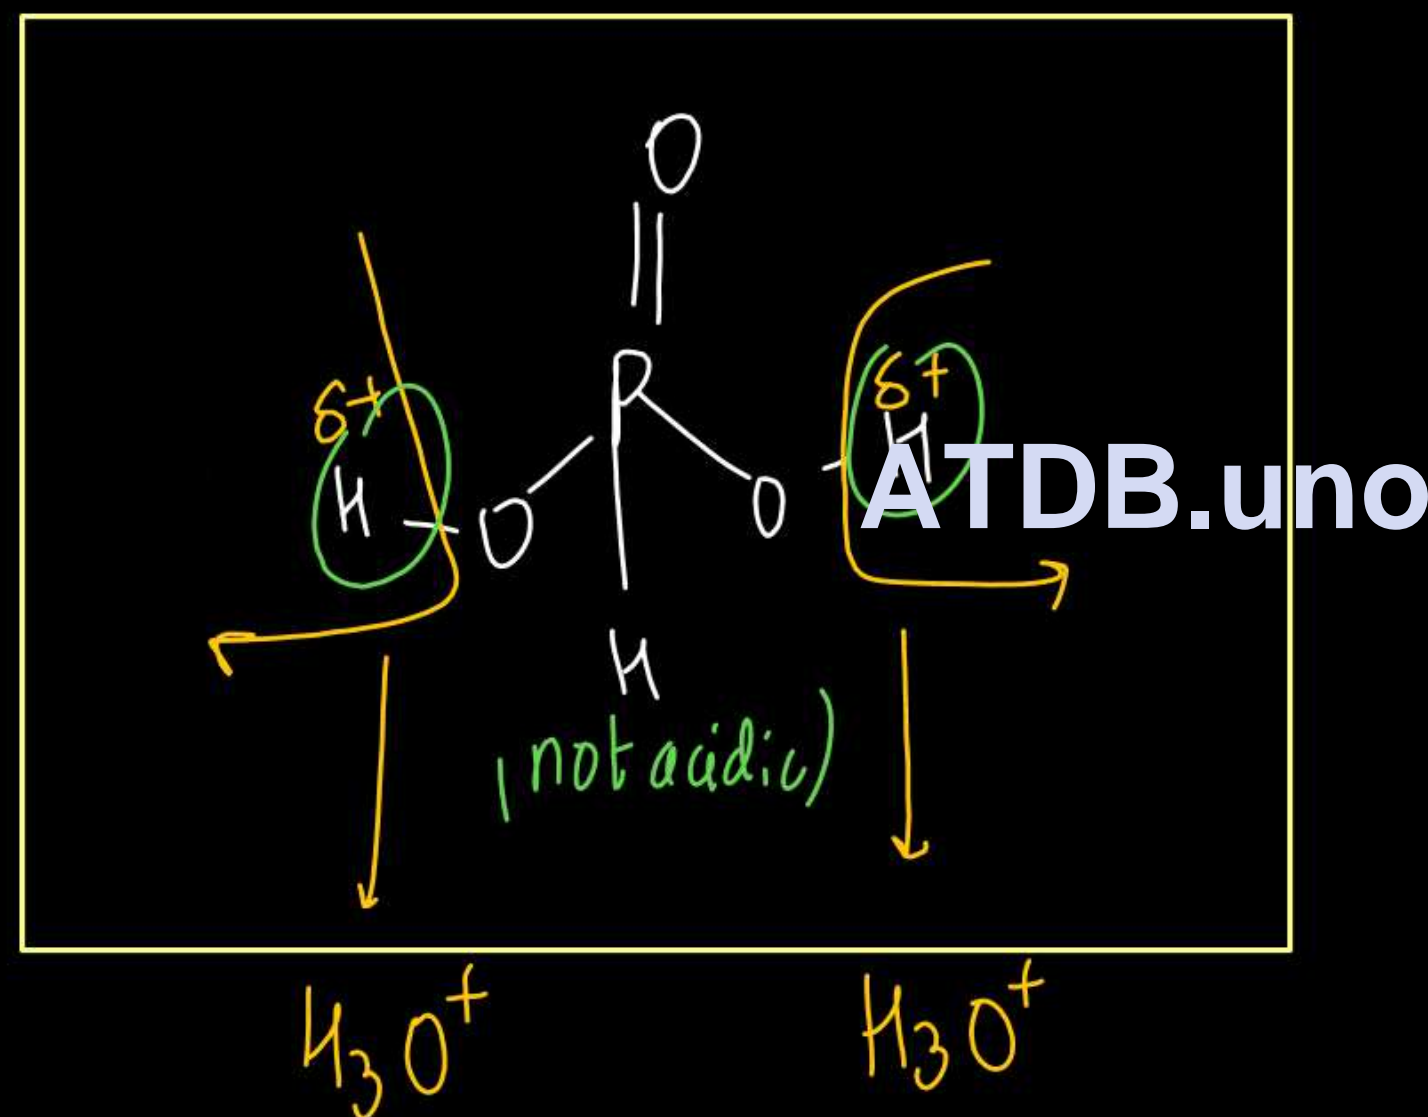 O
P
δ+ δ+
H O O H
ATDB.uno
H
(not acidic)
H₃O⁺ H₃O⁺